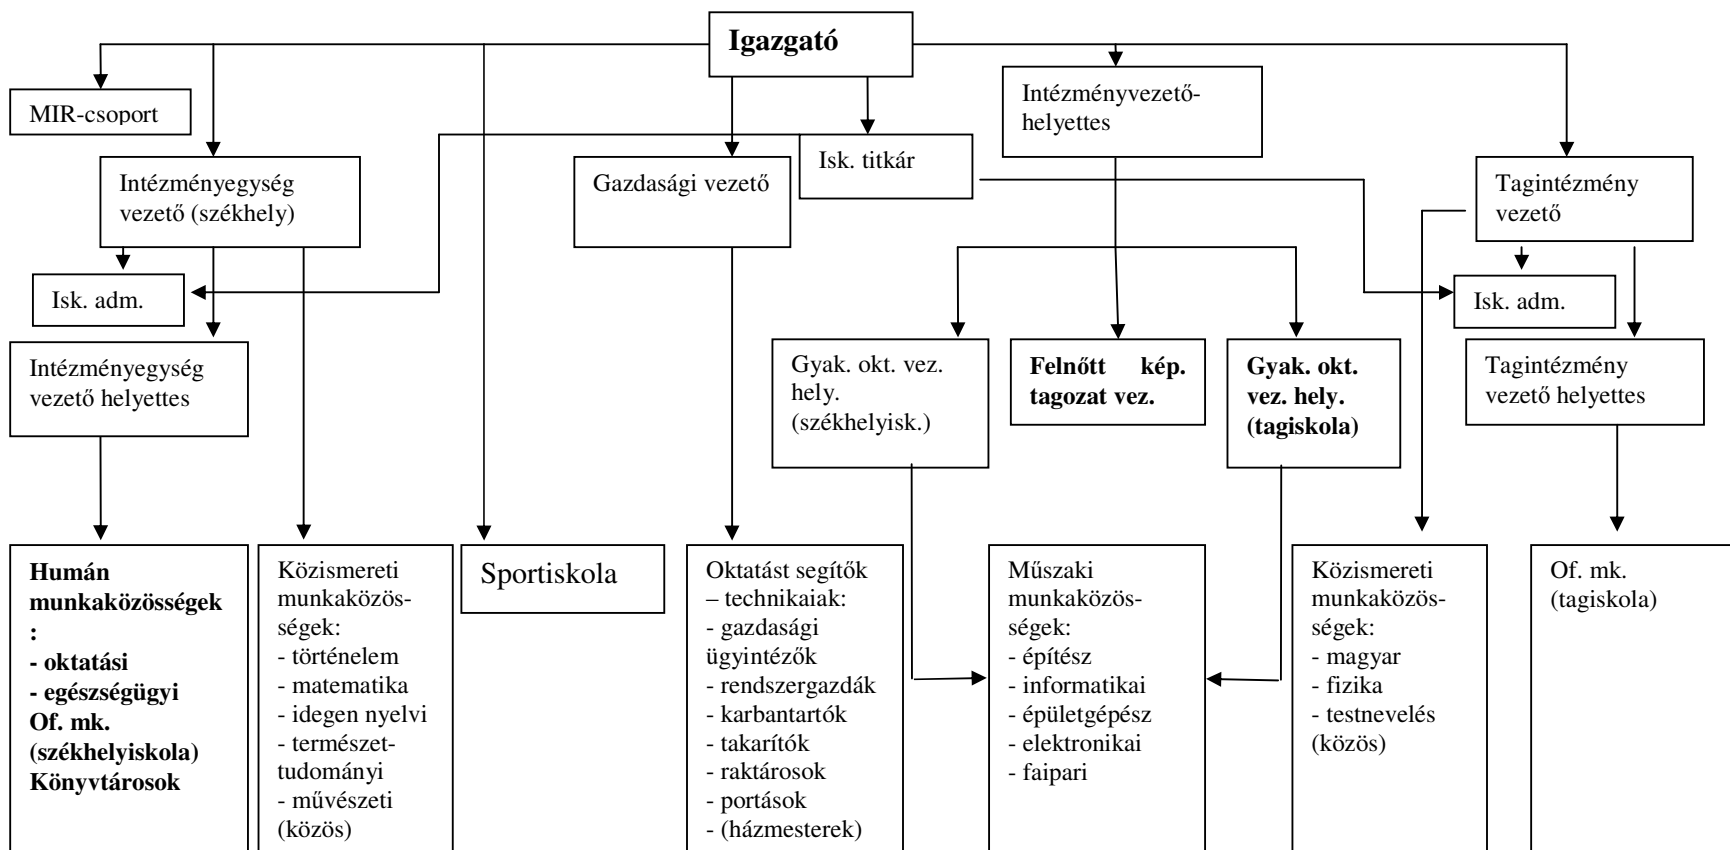 Igazgató
MIR-csoport
Intézményvezető-
helyettes
Isk. titkár
Intézményegység
vezető (székhely)
Gazdasági vezető
Tagintézmény
vezető
Isk. adm.
Isk. adm.
Intézményegység
vezető helyettes
Gyak. okt. vez.
hely.
(székhelyisk.)
Felnőtt kép.
tagozat vez.
Gyak. okt.
vez. hely.
(tagiskola)
Tagintézmény
vezető helyettes
Humán
munkaközösségek
:
- oktatási
- egészségügyi
Of. mk.
(székhelyiskola)
Könyvtárosok
Közismereti
munkaközös-
ségek:
- történelem
- matematika
- idegen nyelvi
- természet-
tudományi
- művészeti
(közös)
Sportiskola
Oktatást segítők
– technikaiak:
- gazdasági
ügyintézők
- rendszergazdák
- karbantartók
- takarítók
- raktárosok
- portások
- (házmesterek)
Műszaki
munkaközös-
ségek:
- építész
- informatikai
- épületgépész
- elektronikai
- faipari
Közismereti
munkaközös-
ségek:
- magyar
- fizika
- testnevelés
(közös)
Of. mk.
(tagiskola)